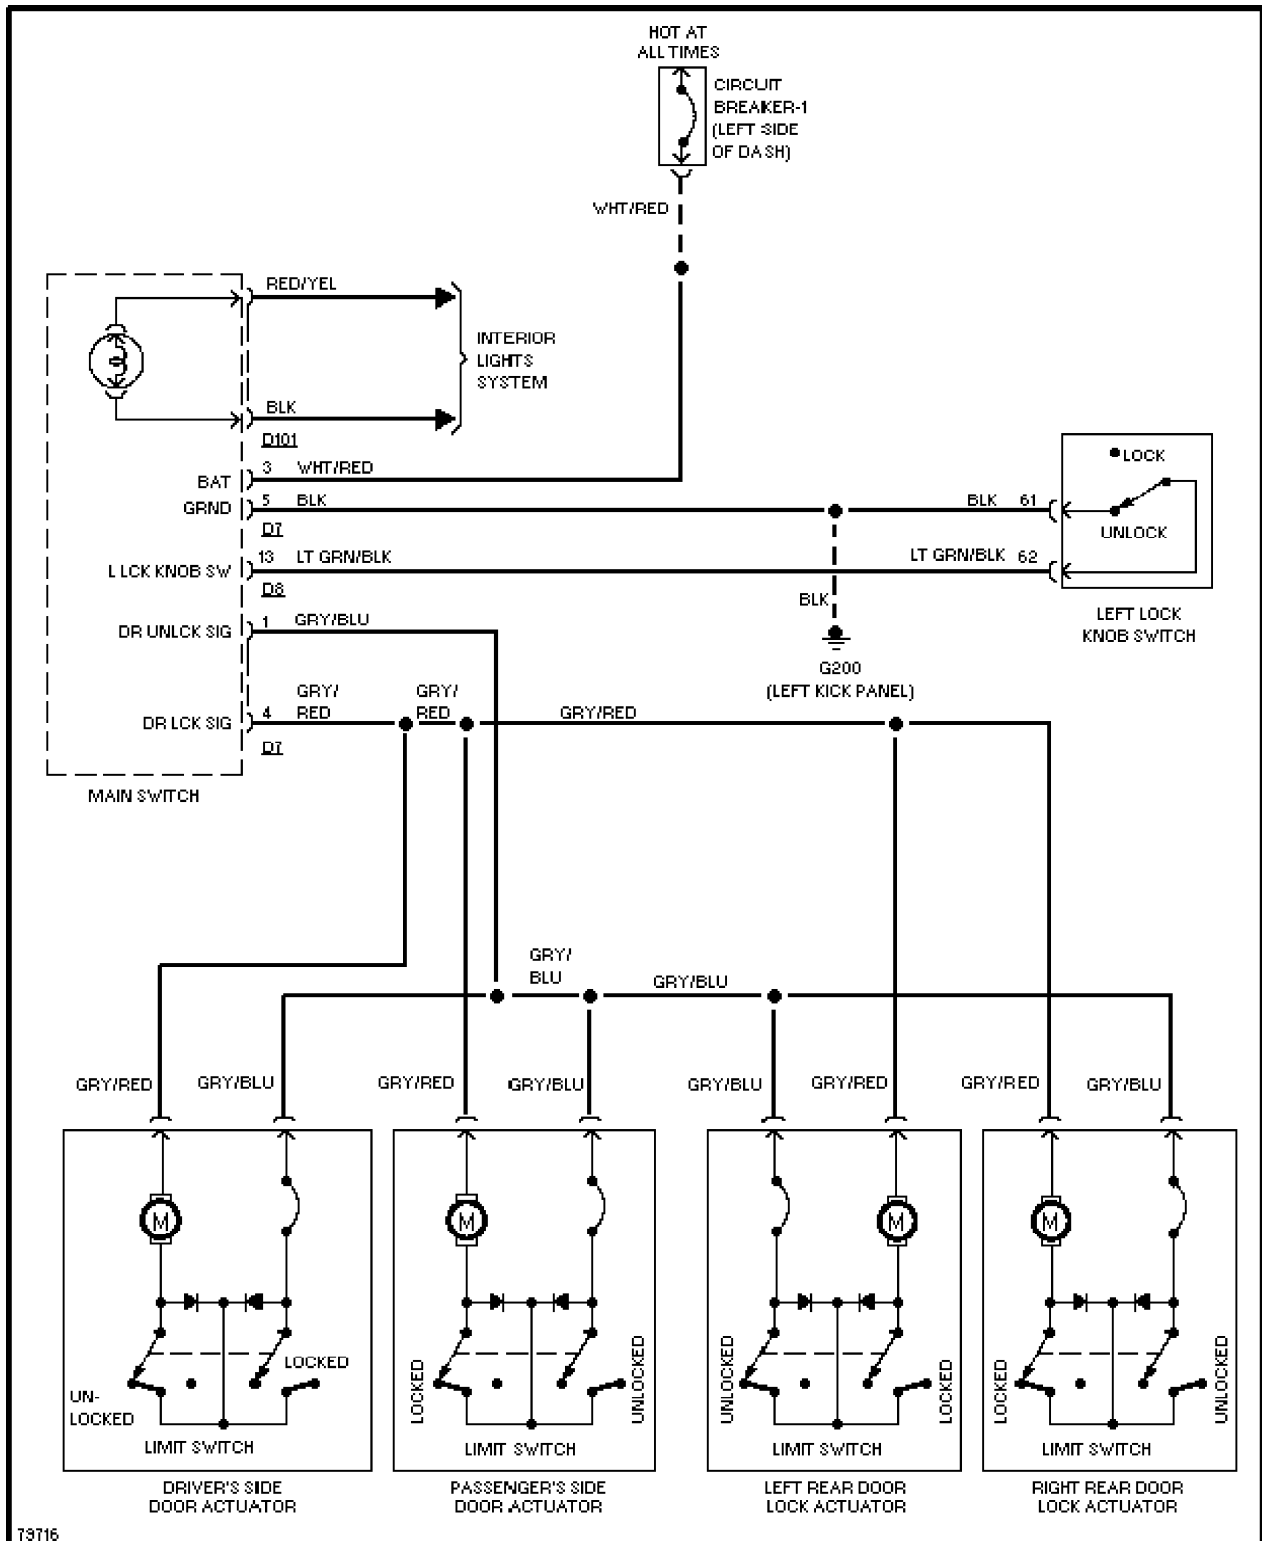 HOT AT
ALL TIMES
CIRCUIT
BREAKER-1
(LEFT SIDE
OF DASH)
WHT/RED
RED/YEL
INTERIOR
LIGHTS
SYSTEM
BLK
D101
BAT 3 WHT/RED
GRND 5 BLK BLK 61
D7
L LCK KNOB SW 13 LT GRN/BLK LT GRN/BLK 62
D8
LOCK
UNLOCK
BLK
LEFT LOCK
KNOB SWITCH
DR UNLCK SIG 1 GRY/BLU
G200
(LEFT KICK PANEL)
DR LCK SIG 4
GRY/
RED
GRY/
RED
GRY/RED
D7
MAIN SWITCH
GRY/
BLU
GRY/BLU
GRY/RED GRY/BLU GRY/RED GRY/BLU GRY/BLU GRY/RED GRY/RED GRY/BLU
M M M M
LOCKED
UN-
LOCKED
LIMIT SWITCH
DRIVER'S SIDE
DOOR ACTUATOR
LOCKED
UNLOCKED
LIMIT SWITCH
PASSENGER'S SIDE
DOOR ACTUATOR
UNLOCKED
LOCKED
LIMIT SWITCH
LEFT REAR DOOR
LOCK ACTUATOR
LOCKED
UNLOCKED
LIMIT SWITCH
RIGHT REAR DOOR
LOCK ACTUATOR
79716